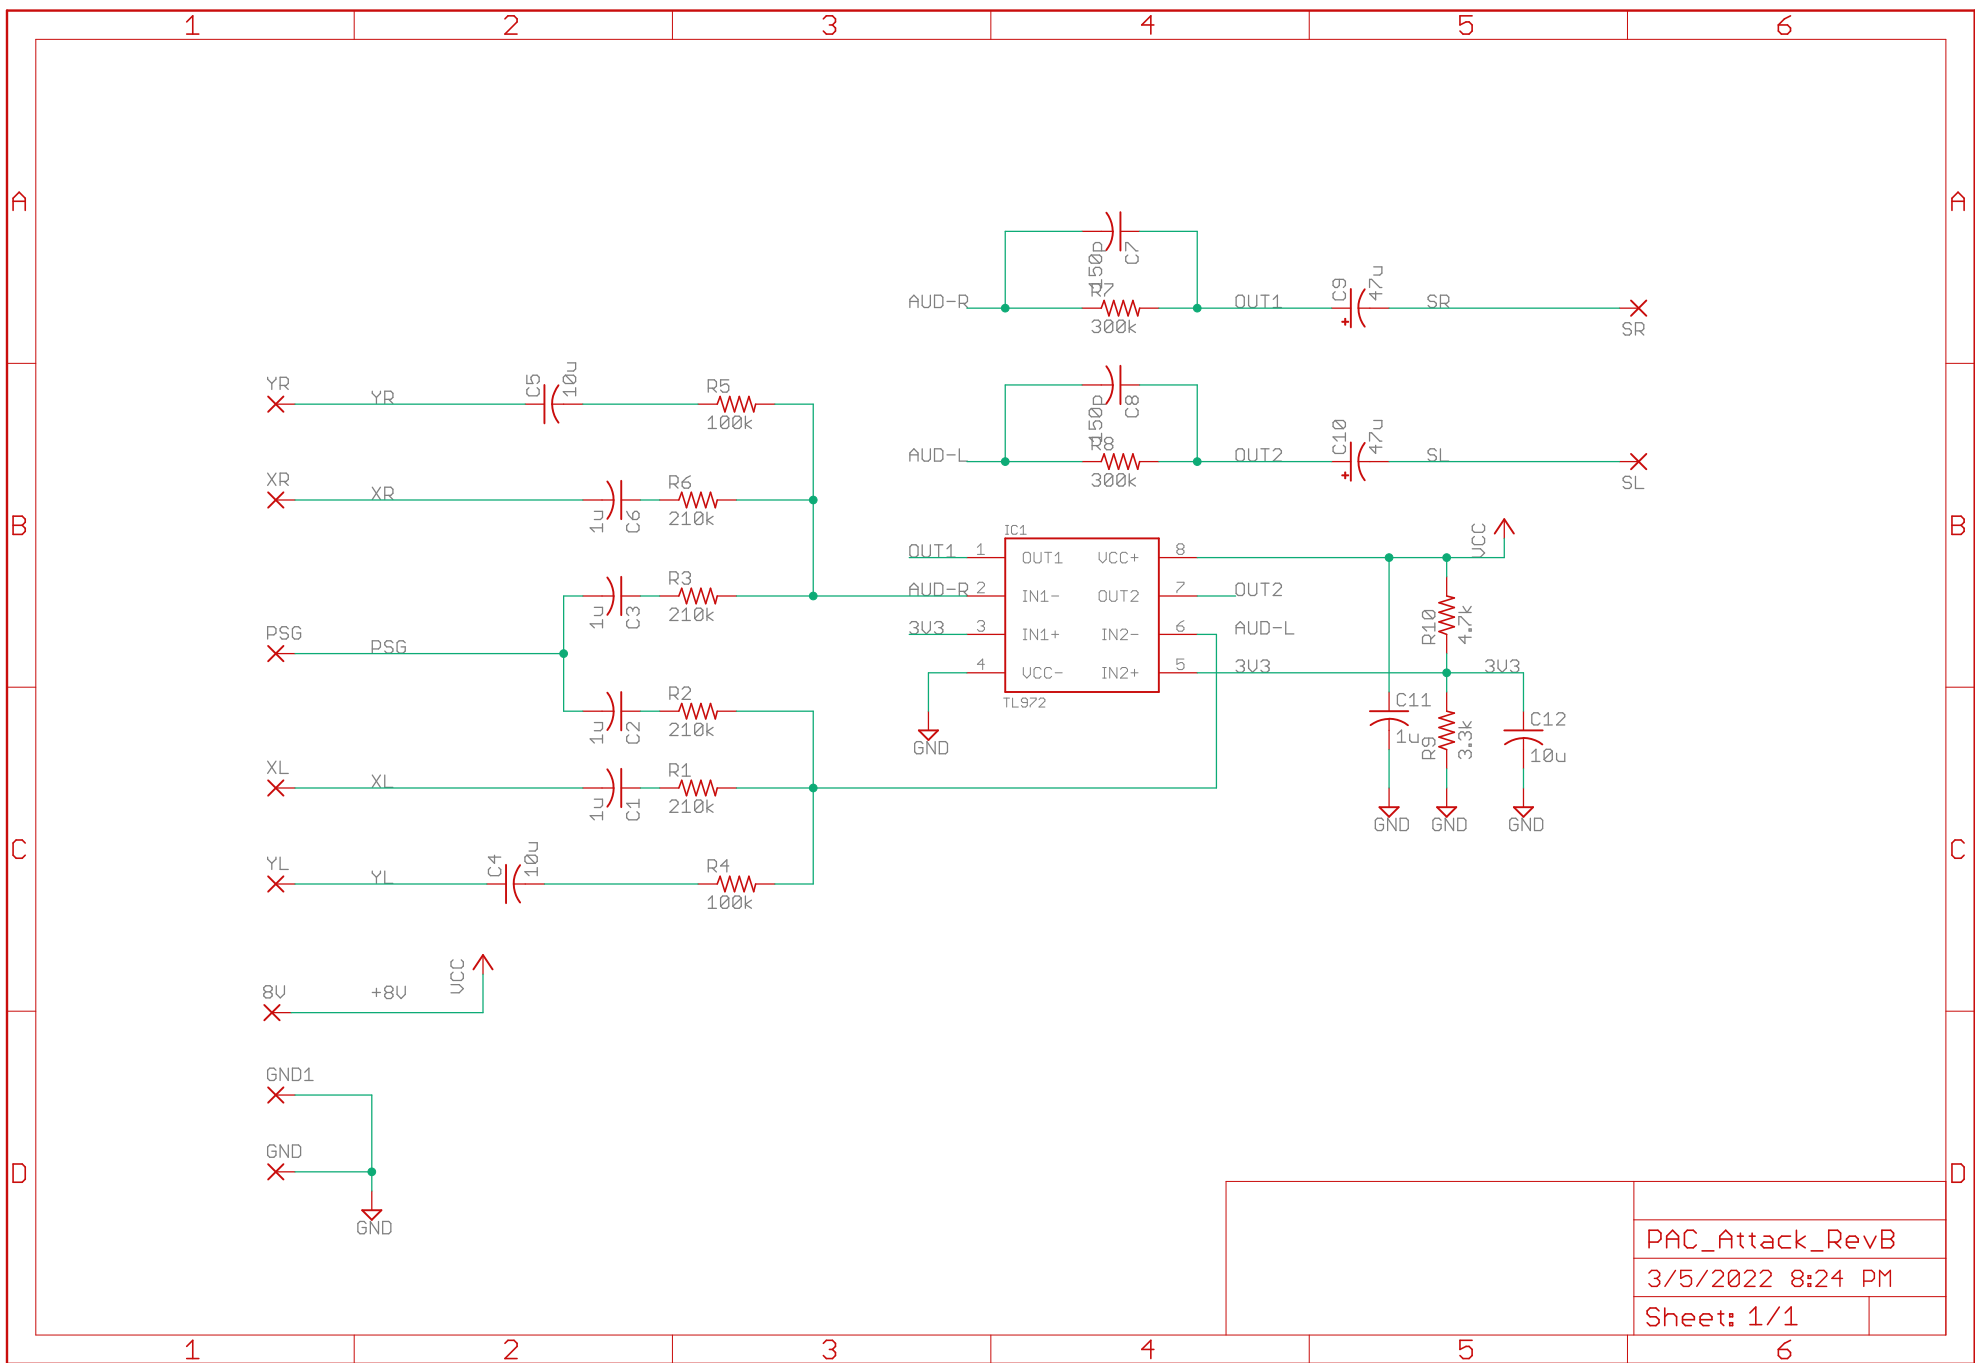 1 2 3 4 5 6
A A
150p C7
AUD-R R7 OUT1 C9 47u SR
300k SR
YR YR C5 10u R5
100k
150p C8
AUD-L R8 OUT2 C10 47u SL
300k SL
XR XR 1u C6 R6
210k
B B
IC1
OUT1 1 OUT1 VCC+ 8 VCC
PSG PSG 1u C3 R3
210k
AUD-R 2 IN1- OUT2 7 OUT2
3V3 3 IN1+ IN2- 6 AUD-L
4 VCC- IN2+ 5 3V3 3V3
TL972
GND
R10 4.7k
C11
1u
R9 3.3k
C12
10u
GND GND GND
1u C2 R2
210k
XL XL 1u C1 R1
210k
C C
YL YL C4 10u R4
100k
8V +8V VCC
GND1
GND
D D
GND
PAC_Attack_RevB
3/5/2022 8:24 PM
Sheet: 1/1
1 2 3 4 5 6